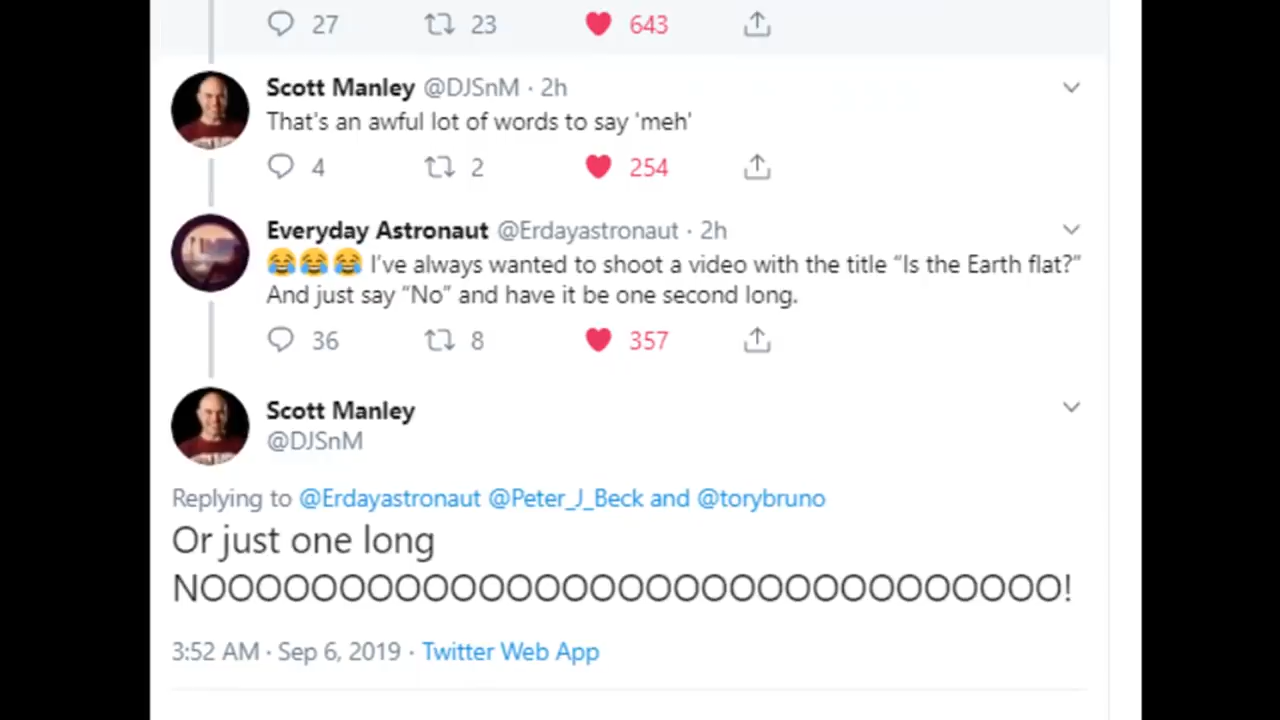 27 23 643
Scott Manley @DJSnM · 2h
That's an awful lot of words to say 'meh'
4 2 254
Everyday Astronaut @Erdayastronaut · 2h
😂😂😂 I've always wanted to shoot a video with the title “Is the Earth flat?”
And just say “No” and have it be one second long.
36 8 357
Scott Manley
@DJSnM
Replying to @Erdayastronaut @Peter_J_Beck and @torybruno
Or just one long
NOOOOOOOOOOOOOOOOOOOOOOOOOOOOOOO!
3:52 AM · Sep 6, 2019 · Twitter Web App